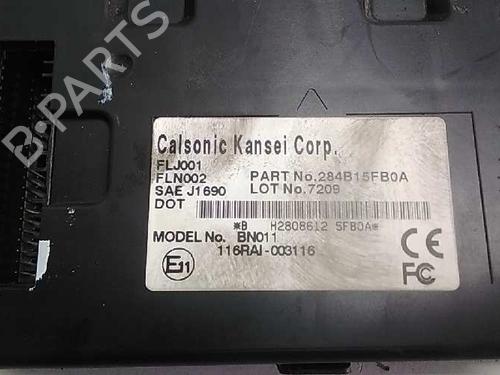 B-PARTS
Calsonic Kansei Corp.
FLJ001
FLN002 PART No.284B15FB0A
SAE J1690 LOT No.7209
DOT
*B H2808612 5FB0A*
MODEL No. BN011
116RAI-003116
E11
CE
FC